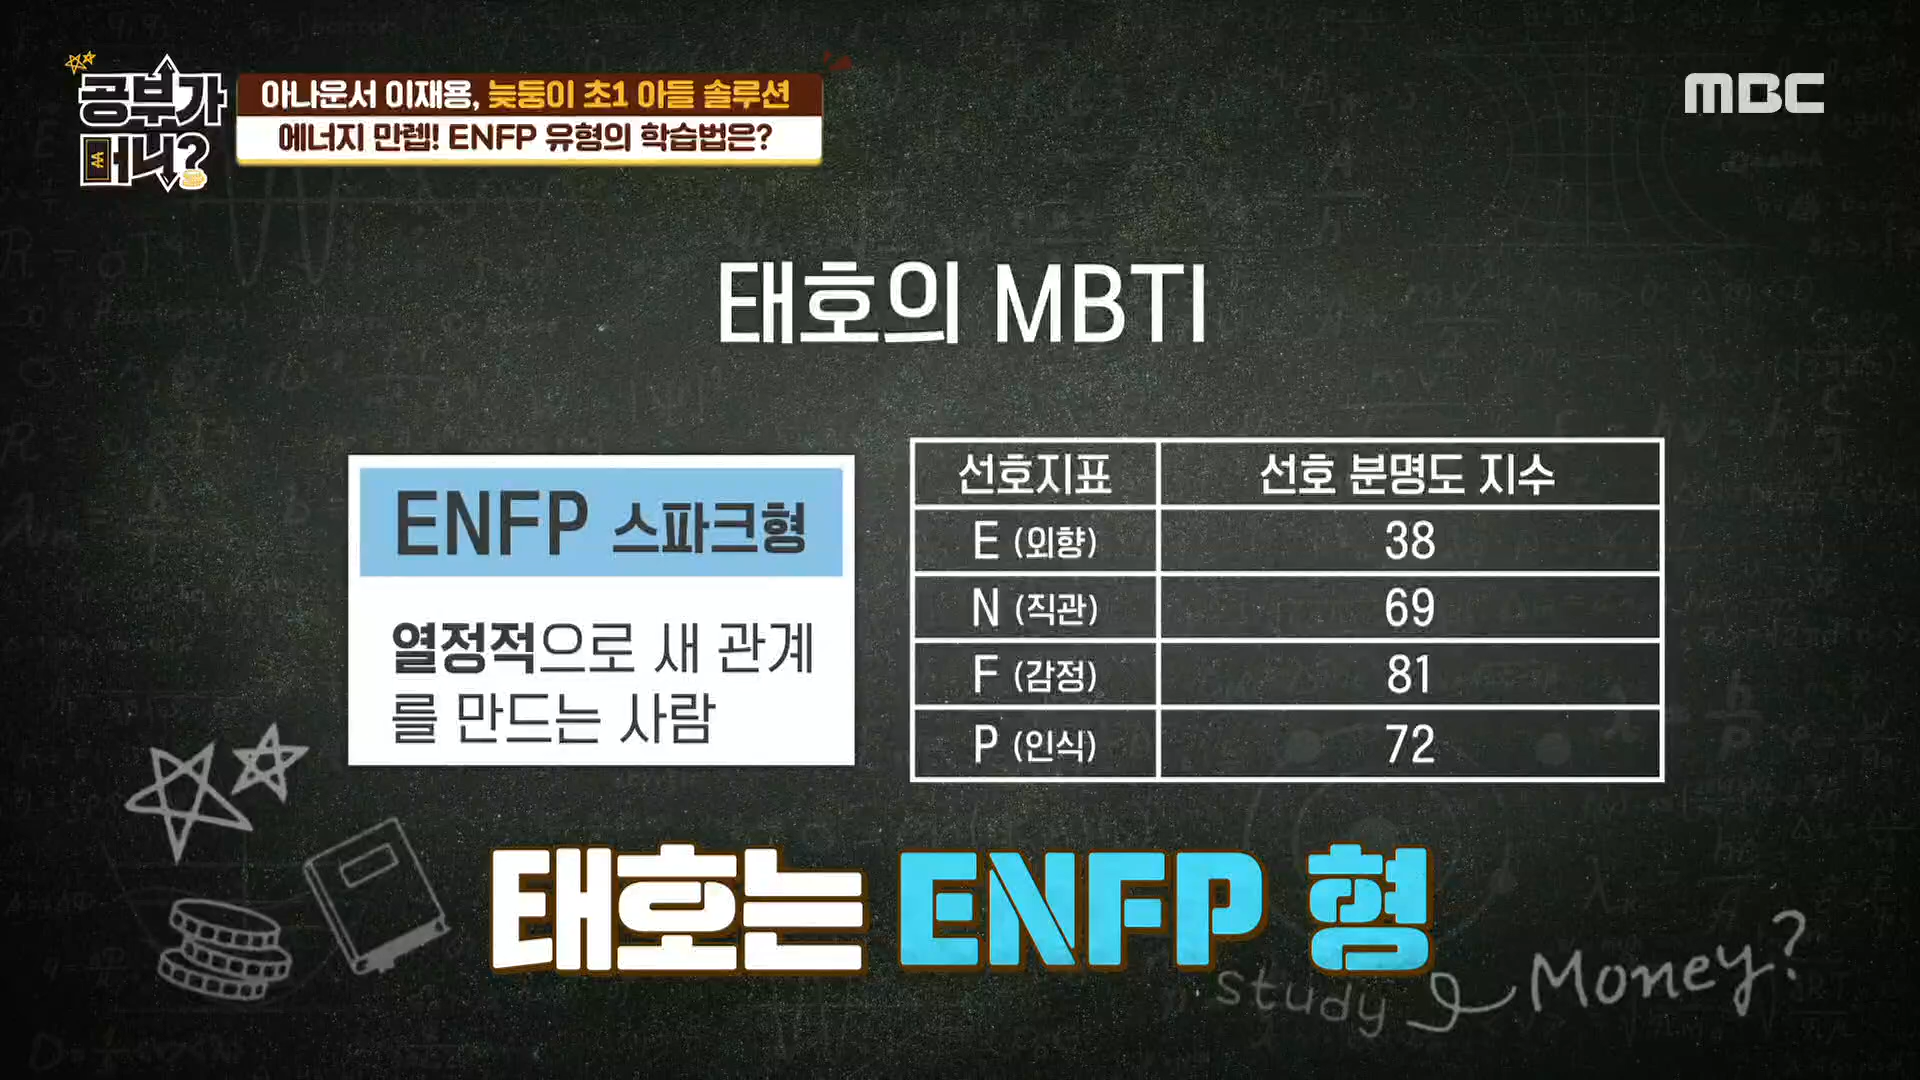 공부가
머니?
아나운서 이재용, 늦둥이 초1 아들 솔루션
에너지 만렙! ENFP 유형의 학습법은?
MBC
태호의 MBTI
ENFP 스파크형
열정적으로 새 관계
를 만드는 사람
선호지표 선호 분명도 지수
E (외향) 38
N (직관) 69
F (감정) 81
P (인식) 72
태호는 ENFP 형
study & Money?